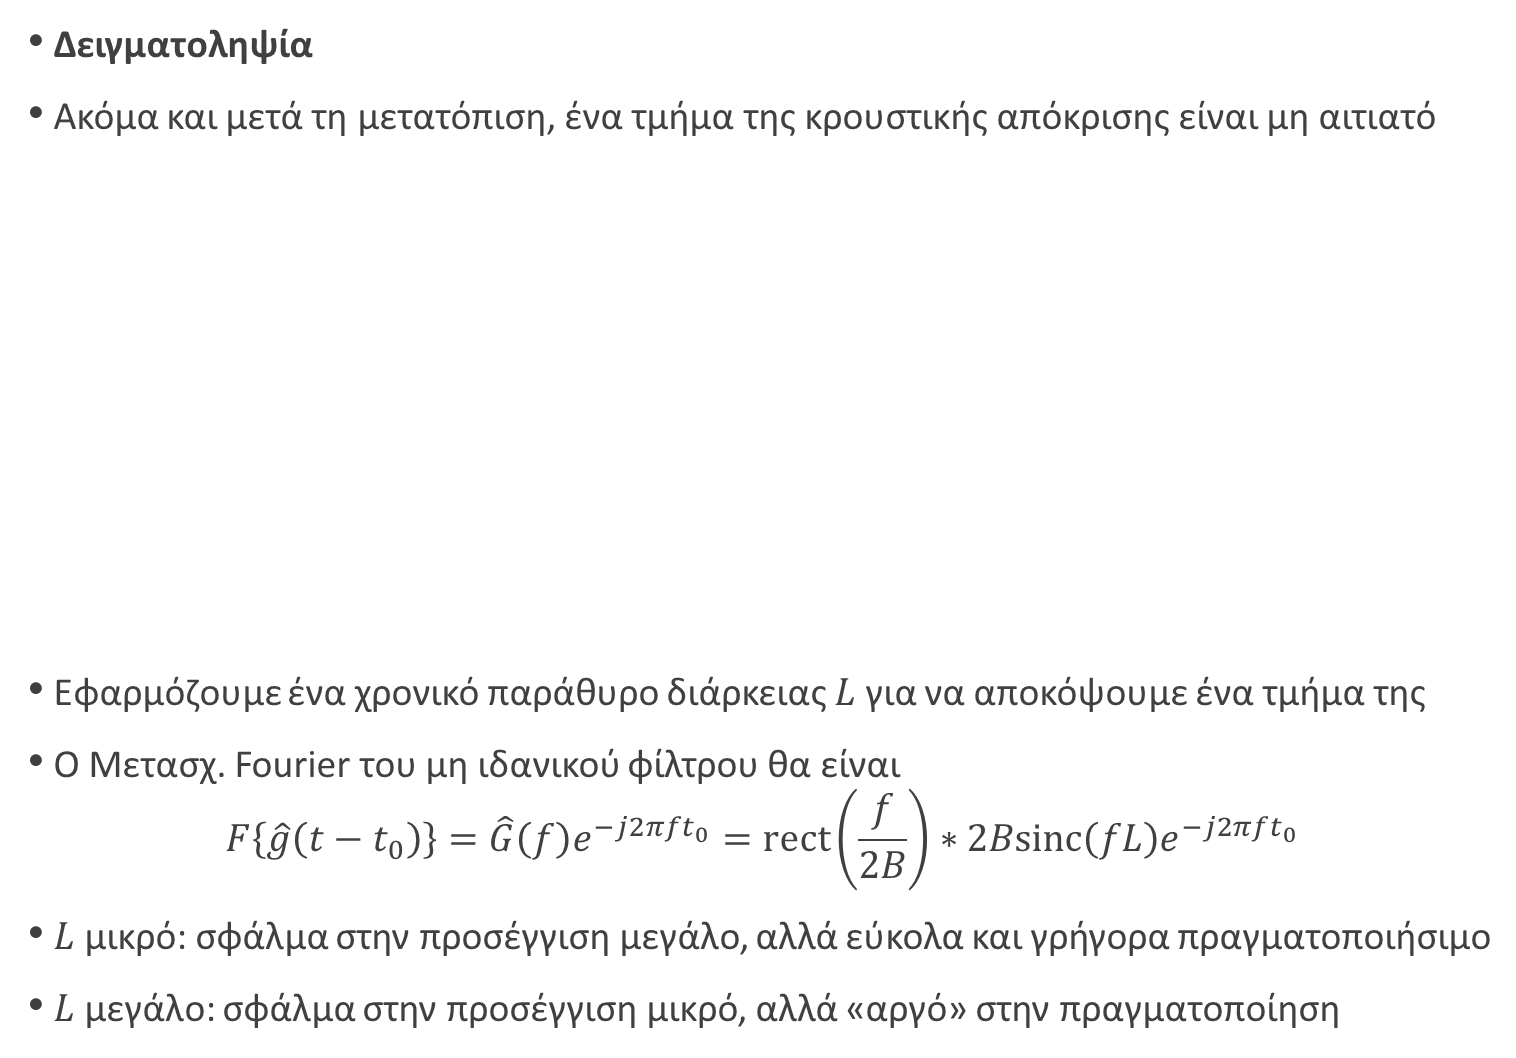 • Δειγματοληψία
• Ακόμα και μετά τη μετατόπιση, ένα τμήμα της κρουστικής απόκρισης είναι μη αιτιατό
• Εφαρμόζουμε ένα χρονικό παράθυρο διάρκειας L για να αποκόψουμε ένα τμήμα της
• Ο Μετασχ. Fourier του μη ιδανικού φίλτρου θα είναι
F{ĝ(t − t₀)} = Ĝ(f)e^{−j2πft₀} = rect(f/2B) ∗ 2Bsinc(fL)e^{−j2πft₀}
• L μικρό: σφάλμα στην προσέγγιση μεγάλο, αλλά εύκολα και γρήγορα πραγματοποιήσιμο
• L μεγάλο: σφάλμα στην προσέγγιση μικρό, αλλά «αργό» στην πραγματοποίηση